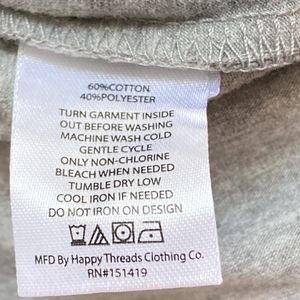 60%COTTON
40%POLYESTER
TURN GARMENT INSIDE
OUT BEFORE WASHING
MACHINE WASH COLD
GENTLE CYCLE
ONLY NON-CHLORINE
BLEACH WHEN NEEDED
TUMBLE DRY LOW
COOL IRON IF NEEDED
DO NOT IRON ON DESIGN
MFD By Happy Threads Clothing Co.
RN#151419